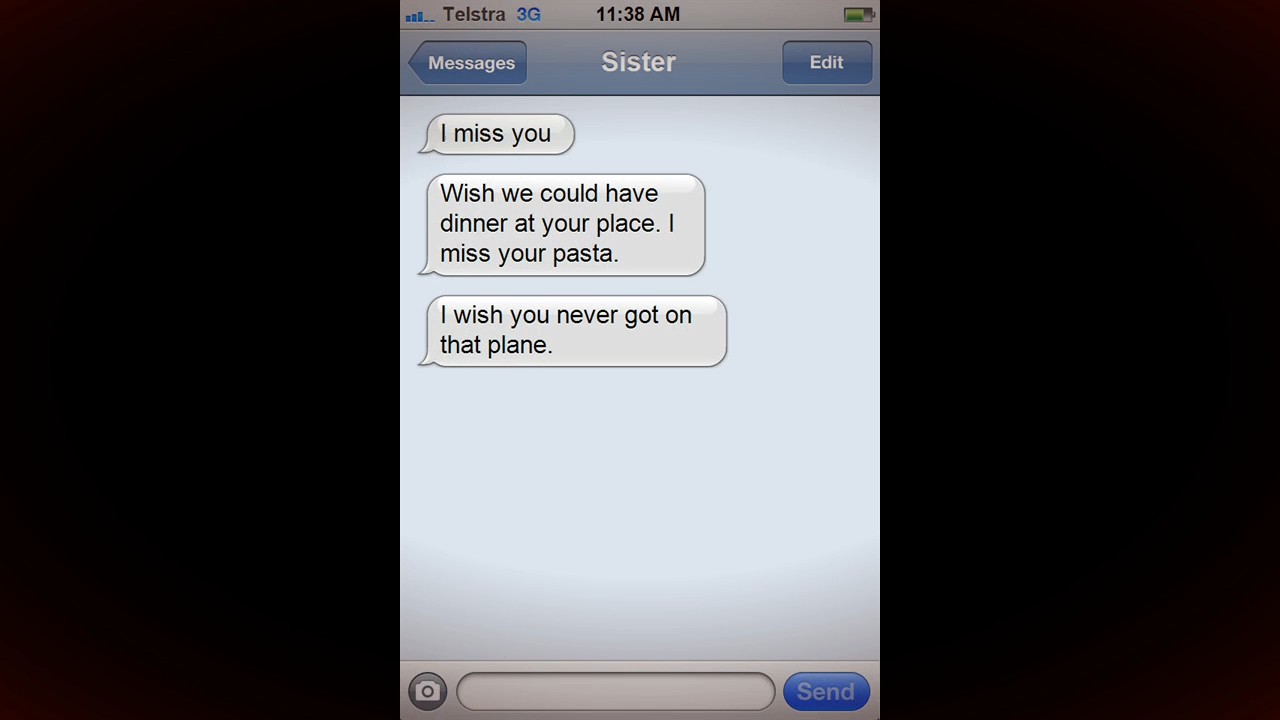 Telstra 3G 11:38 AM
Messages Sister Edit
I miss you
Wish we could have
dinner at your place. I
miss your pasta.
I wish you never got on
that plane.
Send